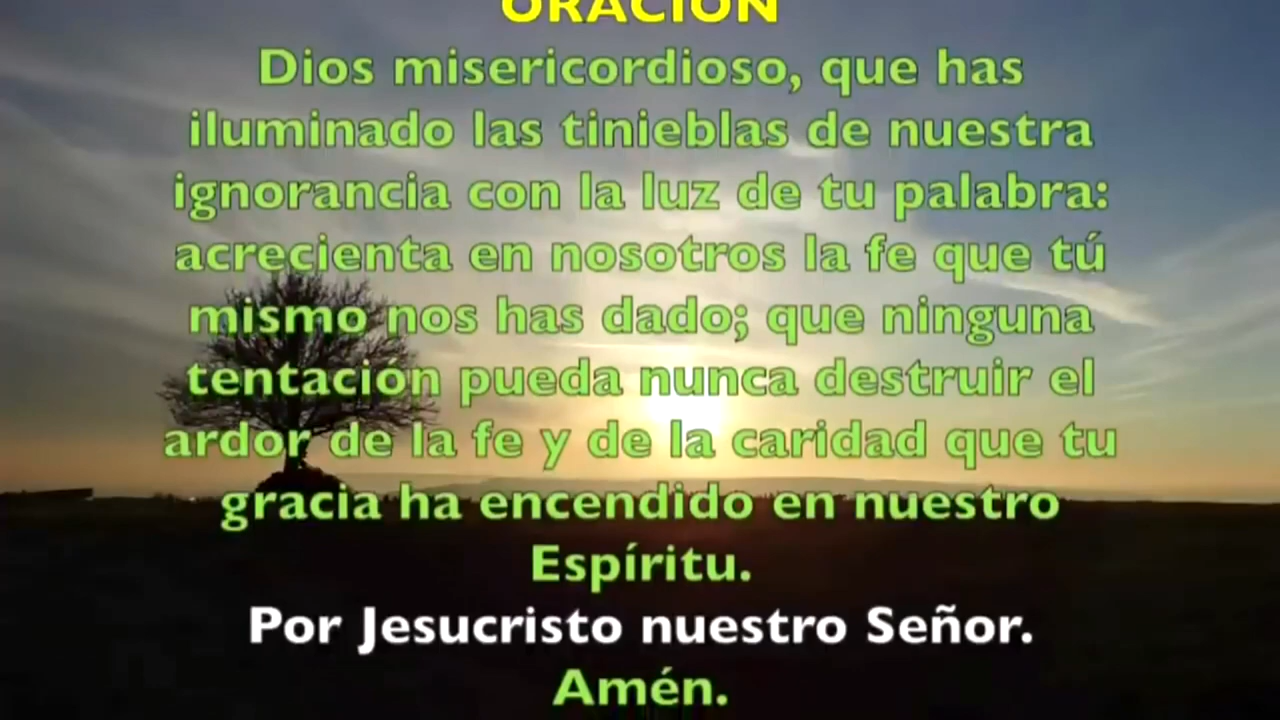 ORACIÓN
Dios misericordioso, que has
iluminado las tinieblas de nuestra
ignorancia con la luz de tu palabra:
acrecienta en nosotros la fe que tú
mismo nos has dado; que ninguna
tentación pueda nunca destruir el
ardor de la fe y de la caridad que tu
gracia ha encendido en nuestro
Espíritu.
Por Jesucristo nuestro Señor.
Amén.